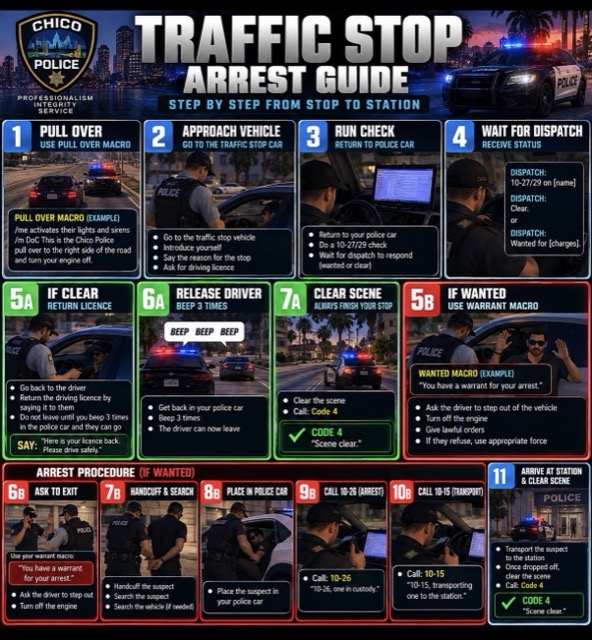 CHICO
POLICE
PROFESSIONALISM
INTEGRITY
SERVICE
TRAFFIC STOP
ARREST GUIDE
STEP BY STEP FROM STOP TO STATION
POLICE
1 PULL OVER
USE PULL OVER MACRO
PULL OVER MACRO (EXAMPLE)
/me activates their lights and sirens
/m DoC This is the Chico Police
pull over to the right side of the road
and turn your engine off.
2 APPROACH VEHICLE
GO TO THE TRAFFIC STOP CAR
POLICE
• Go to the traffic stop vehicle
• Introduce yourself
• Say the reason for the stop
• Ask for driving licence
3 RUN CHECK
RETURN TO POLICE CAR
• Return to your police car
• Do a 10-27/29 check
• Wait for dispatch to respond
(wanted or clear)
4 WAIT FOR DISPATCH
RECEIVE STATUS
DISPATCH:
10-27/29 on [name]
DISPATCH:
Clear.
or
DISPATCH:
Wanted for [charges].
5A IF CLEAR
RETURN LICENCE
POLICE
• Go back to the driver
• Return the driving licence by
saying it to them
• Do not leave until you beep 3 times
in the police car and they can go
SAY: "Here is your licence back.
Please drive safely."
6A RELEASE DRIVER
BEEP 3 TIMES
BEEP BEEP BEEP
• Get back in your police car
• Beep 3 times
• The driver can now leave
7A CLEAR SCENE
ALWAYS FINISH YOUR STOP
• Clear the scene
• Call: Code 4
✓ CODE 4
"Scene clear."
5B IF WANTED
USE WARRANT MACRO
POLICE
WANTED MACRO (EXAMPLE)
"You have a warrant for your arrest."
• Ask the driver to step out of the vehicle
• Turn off the engine
• Give lawful orders
• If they refuse, use appropriate force
ARREST PROCEDURE (IF WANTED)
6B ASK TO EXIT
POLICE
Use your warrant macro:
"You have a warrant
for your arrest."
• Ask the driver to step out
• Turn off the engine
7B HANDCUFF & SEARCH
POLICE
• Handcuff the suspect
• Search the suspect
• Search the vehicle (if needed)
8B PLACE IN POLICE CAR
• Place the suspect in
your police car
9B CALL 10-26 (ARREST)
• Call: 10-26
"10-26, one in custody."
10B CALL 10-15 (TRANSPORT)
• Call: 10-15
"10-15, transporting
one to the station."
11 ARRIVE AT STATION
& CLEAR SCENE
POLICE
• Transport the suspect
to the station
• Once dropped off,
clear the scene
• Call: Code 4
✓ CODE 4
"Scene clear."